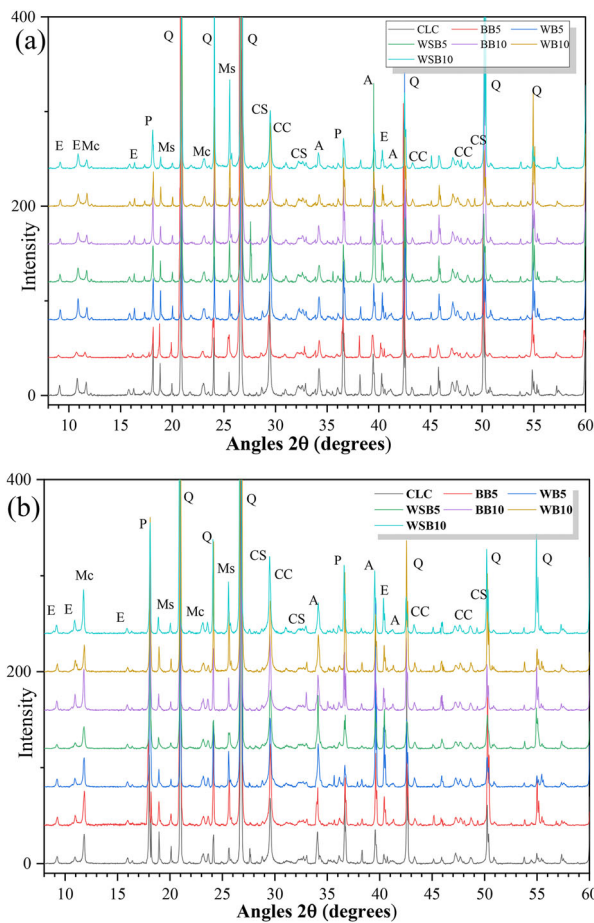 (a)
400
200
0
Intensity
CLC BB5 WB5
WSB5 BB10 WB10
WSB10
Q Q Q
Ms A Q Q Q
P CS CC P E CS
E E Mc E Ms Mc CS A A CC CC
10 15 20 25 30 35 40 45 50 55 60
Angles 2θ (degrees)
(b)
400
200
0
Intensity
CLC BB5 WB5
WSB5 BB10 WB10
WSB10
Q Q
P Q Ms CS CC P A Q Q Q
E E Mc E Ms Mc CS A E A CC CC CS
10 15 20 25 30 35 40 45 50 55 60
Angles 2θ (degrees)